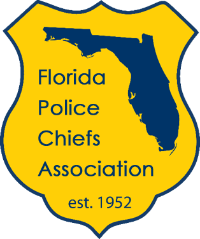 Florida
Police
Chiefs
Association
est. 1952